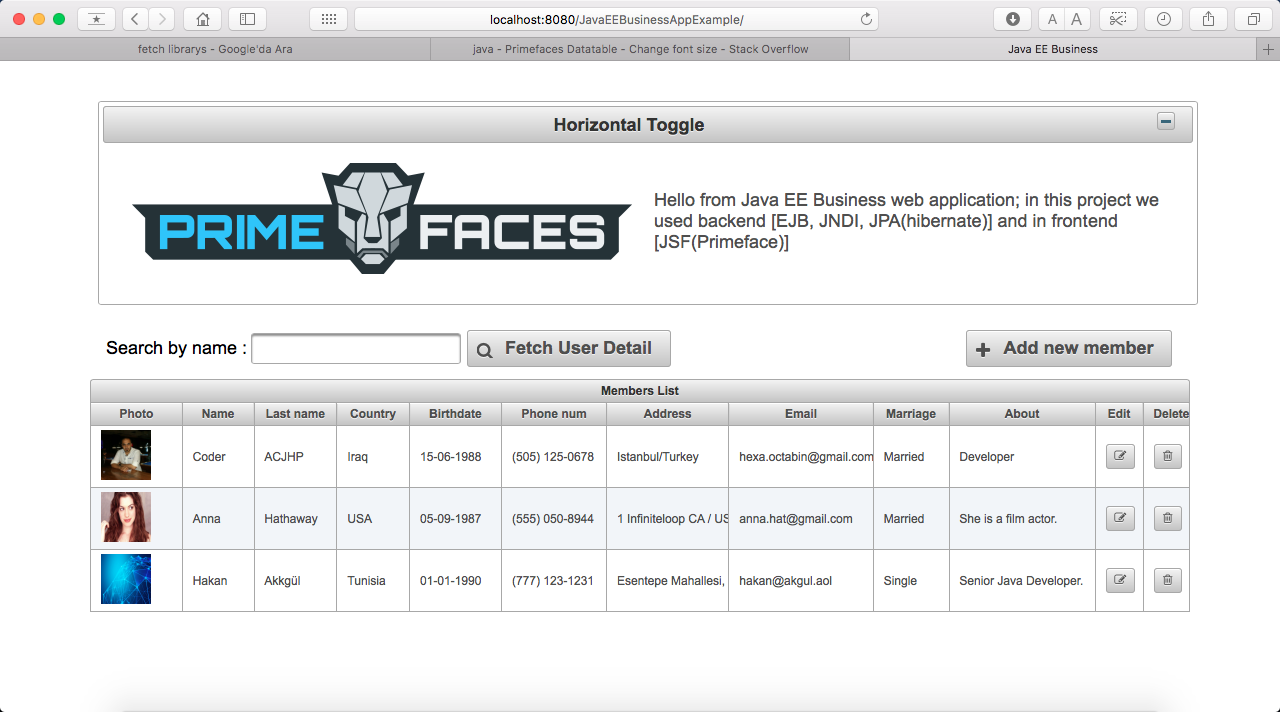 localhost:8080/JavaEEBusinessAppExample/
A A
fetch librarys - Google'da Ara
java - Primefaces Datatable - Change font size - Stack Overflow
Java EE Business
Horizontal Toggle
PRIME FACES
Hello from Java EE Business web application; in this project we
used backend [EJB, JNDI, JPA(hibernate)] and in frontend
[JSF(Primeface)]
Search by name :
Fetch User Detail
Add new member
Members List
Photo Name Last name Country Birthdate Phone num Address Email Marriage About Edit Delete
Coder ACJHP Iraq 15-06-1988 (505) 125-0678 Istanbul/Turkey hexa.octabin@gmail.com Married Developer
Anna Hathaway USA 05-09-1987 (555) 050-8944 1 Infiniteloop CA / US anna.hat@gmail.com Married She is a film actor.
Hakan Akkgül Tunisia 01-01-1990 (777) 123-1231 Esentepe Mahallesi, hakan@akgul.aol Single Senior Java Developer.